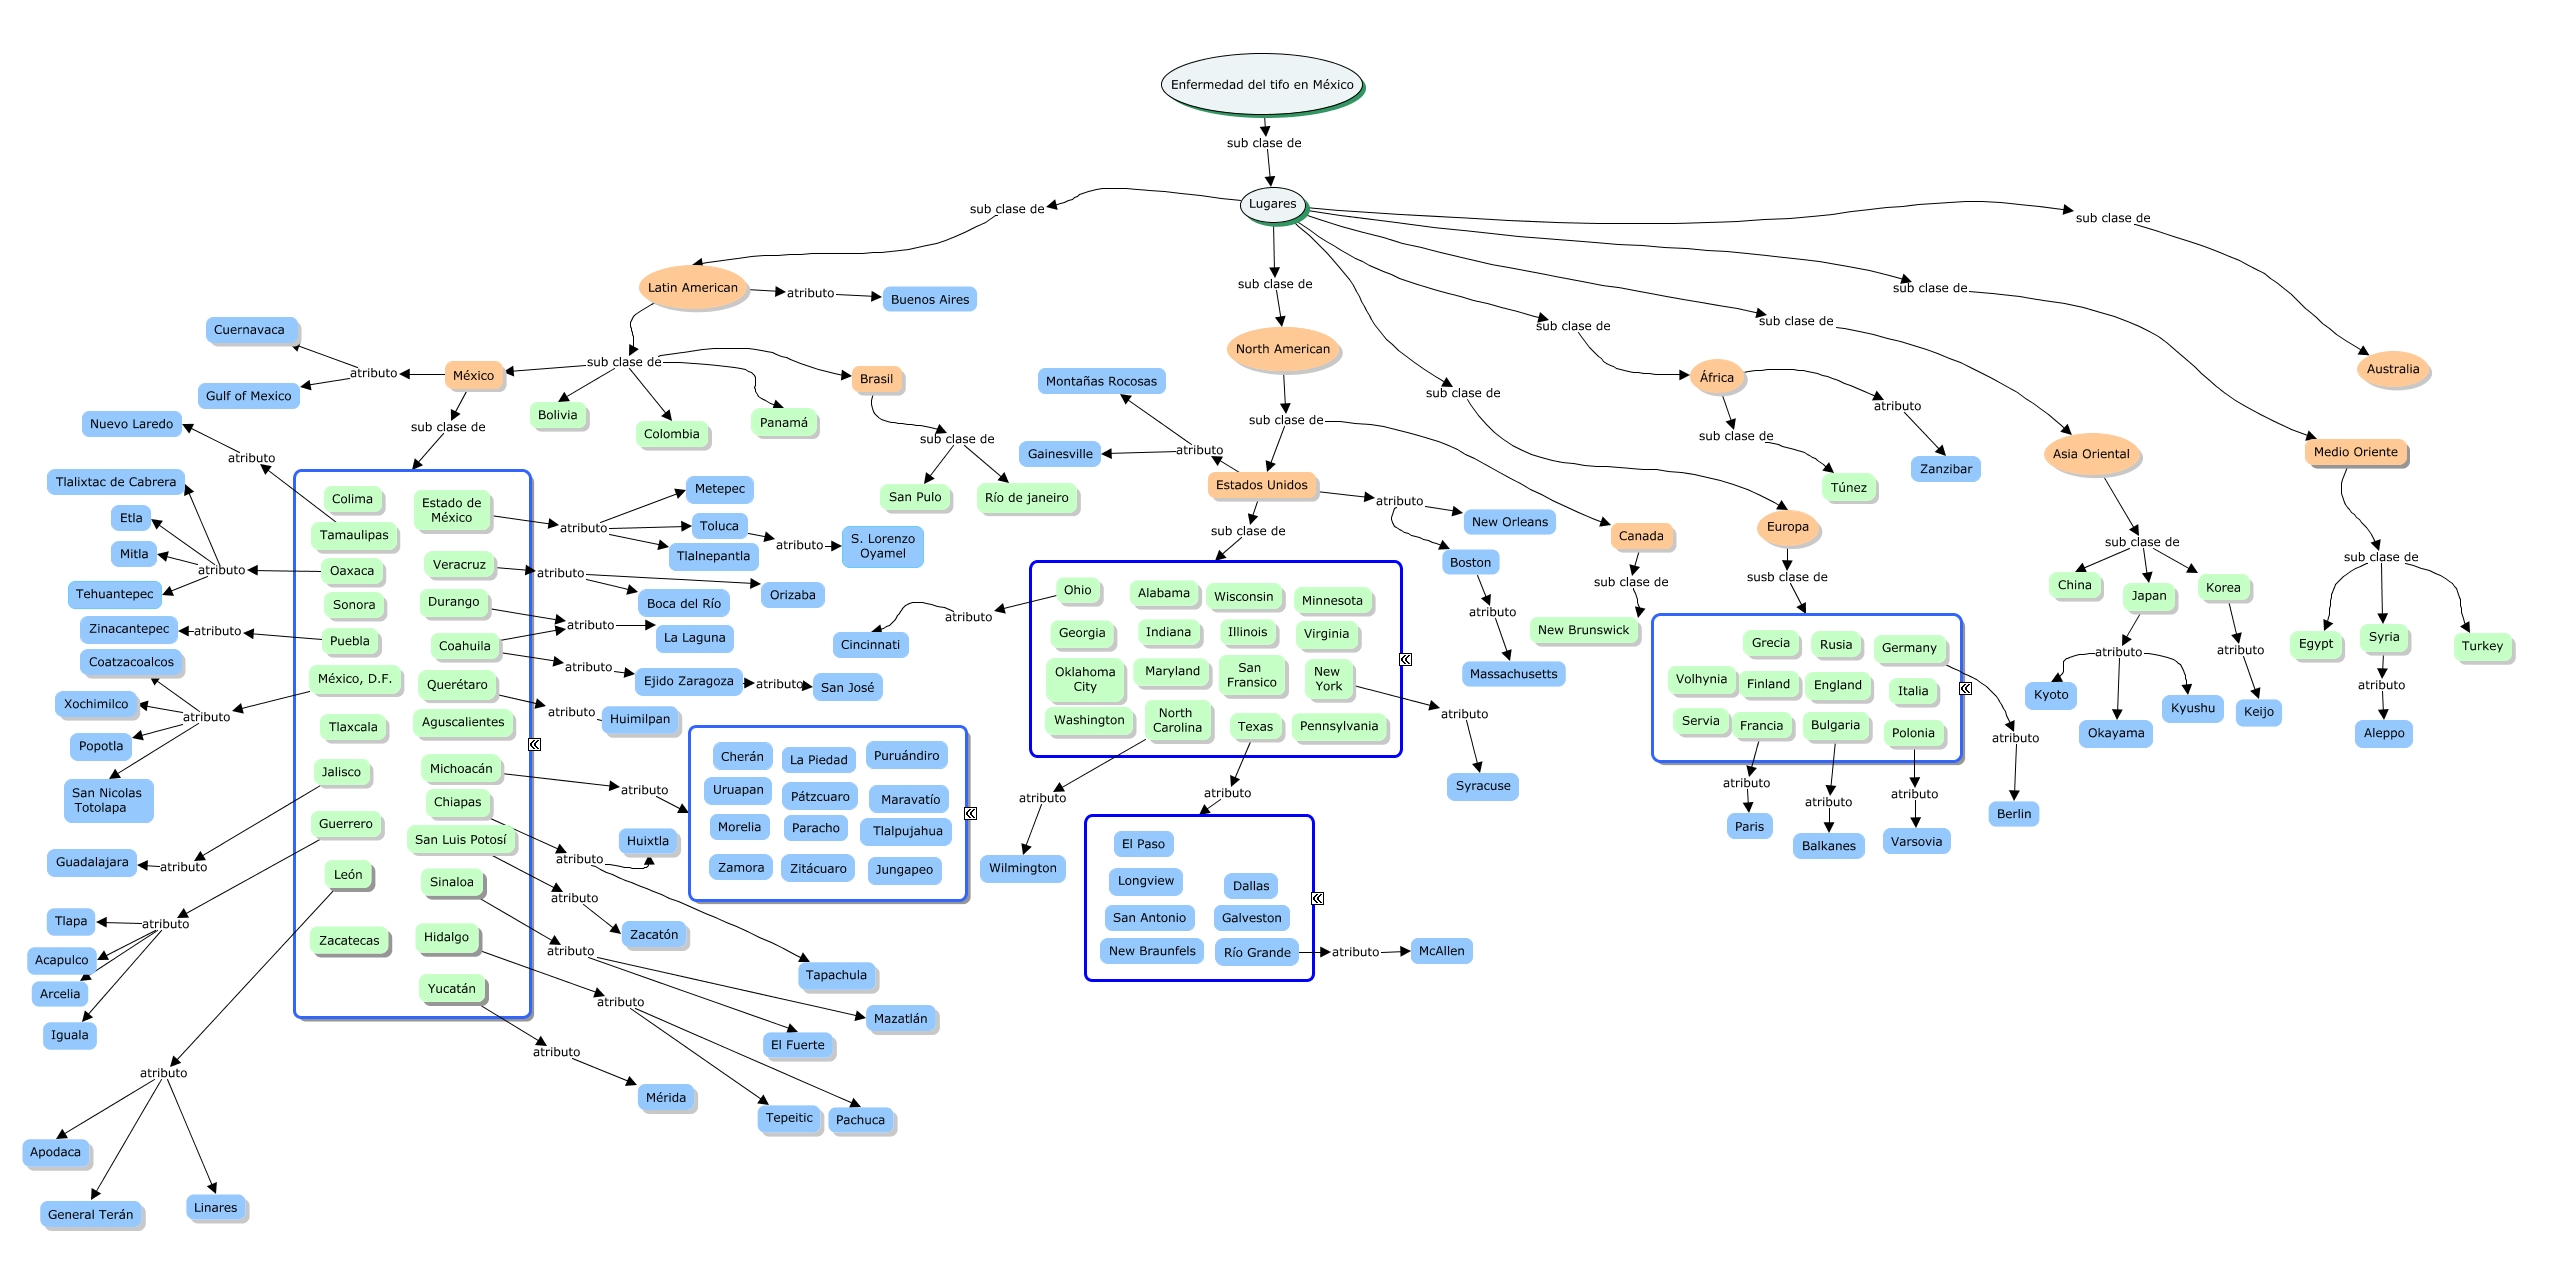 Enfermedad del tifo en México
sub clase de
Lugares
sub clase de
sub clase de
sub clase de
sub clase de
sub clase de
sub clase de
sub clase de
Latin American
atributo
Buenos Aires
sub clase de
México
atributo
Cuernavaca
Gulf of Mexico
Bolivia
Colombia
Panamá
Brasil
sub clase de
San Pulo
Río de janeiro
sub clase de
Colima
Tamaulipas
Oaxaca
Sonora
Puebla
México, D.F.
Tlaxcala
Jalisco
Guerrero
León
Zacatecas
Estado de
México
Veracruz
Durango
Coahuila
Querétaro
Aguscalientes
Michoacán
Chiapas
San Luis Potosí
Sinaloa
Hidalgo
Yucatán
atributo
Nuevo Laredo
atributo
Tlalixtac de Cabrera
Etla
Mitla
Tehuantepec
atributo
Zinacantepec
atributo
Coatzacoalcos
Xochimilco
Popotla
San Nicolas
Totolapa
atributo
Guadalajara
atributo
Tlapa
Acapulco
Arcelia
Iguala
atributo
Apodaca
General Terán
Linares
atributo
Metepec
Toluca
Tlalnepantla
atributo
S. Lorenzo
Oyamel
atributo
Orizaba
Boca del Río
atributo
La Laguna
atributo
Ejido Zaragoza
atributo
San José
atributo
Huimilpan
atributo
Cherán
La Piedad
Puruándiro
Uruapan
Pátzcuaro
Maravatío
Morelia
Paracho
Tlalpujahua
Zamora
Zitácuaro
Jungapeo
atributo
Huixtla
Tapachula
atributo
Zacatón
atributo
Mazatlán
El Fuerte
atributo
Tepeitic
Pachuca
atributo
Mérida
North American
sub clase de
Estados Unidos
atributo
Montañas Rocosas
Gainesville
atributo
New Orleans
Boston
atributo
Massachusetts
sub clase de
Ohio
Alabama
Wisconsin
Minnesota
Georgia
Indiana
Illinois
Virginia
Oklahoma
City
Maryland
San
Fransico
New
York
Washington
North
Carolina
Texas
Pennsylvania
atributo
Cincinnati
atributo
Wilmington
atributo
El Paso
Longview
Dallas
San Antonio
Galveston
New Braunfels
Río Grande
atributo
McAllen
atributo
Syracuse
Canada
sub clase de
New Brunswick
Europa
susb clase de
Grecia
Rusia
Germany
Volhynia
Finland
England
Italia
Servia
Francia
Bulgaria
Polonia
atributo
Paris
atributo
Balkanes
atributo
Varsovia
atributo
Berlin
África
sub clase de
Túnez
atributo
Zanzibar
Asia Oriental
sub clase de
China
Japan
Korea
atributo
Kyoto
Okayama
Kyushu
atributo
Keijo
Medio Oriente
sub clase de
Egypt
Syria
Turkey
atributo
Aleppo
Australia